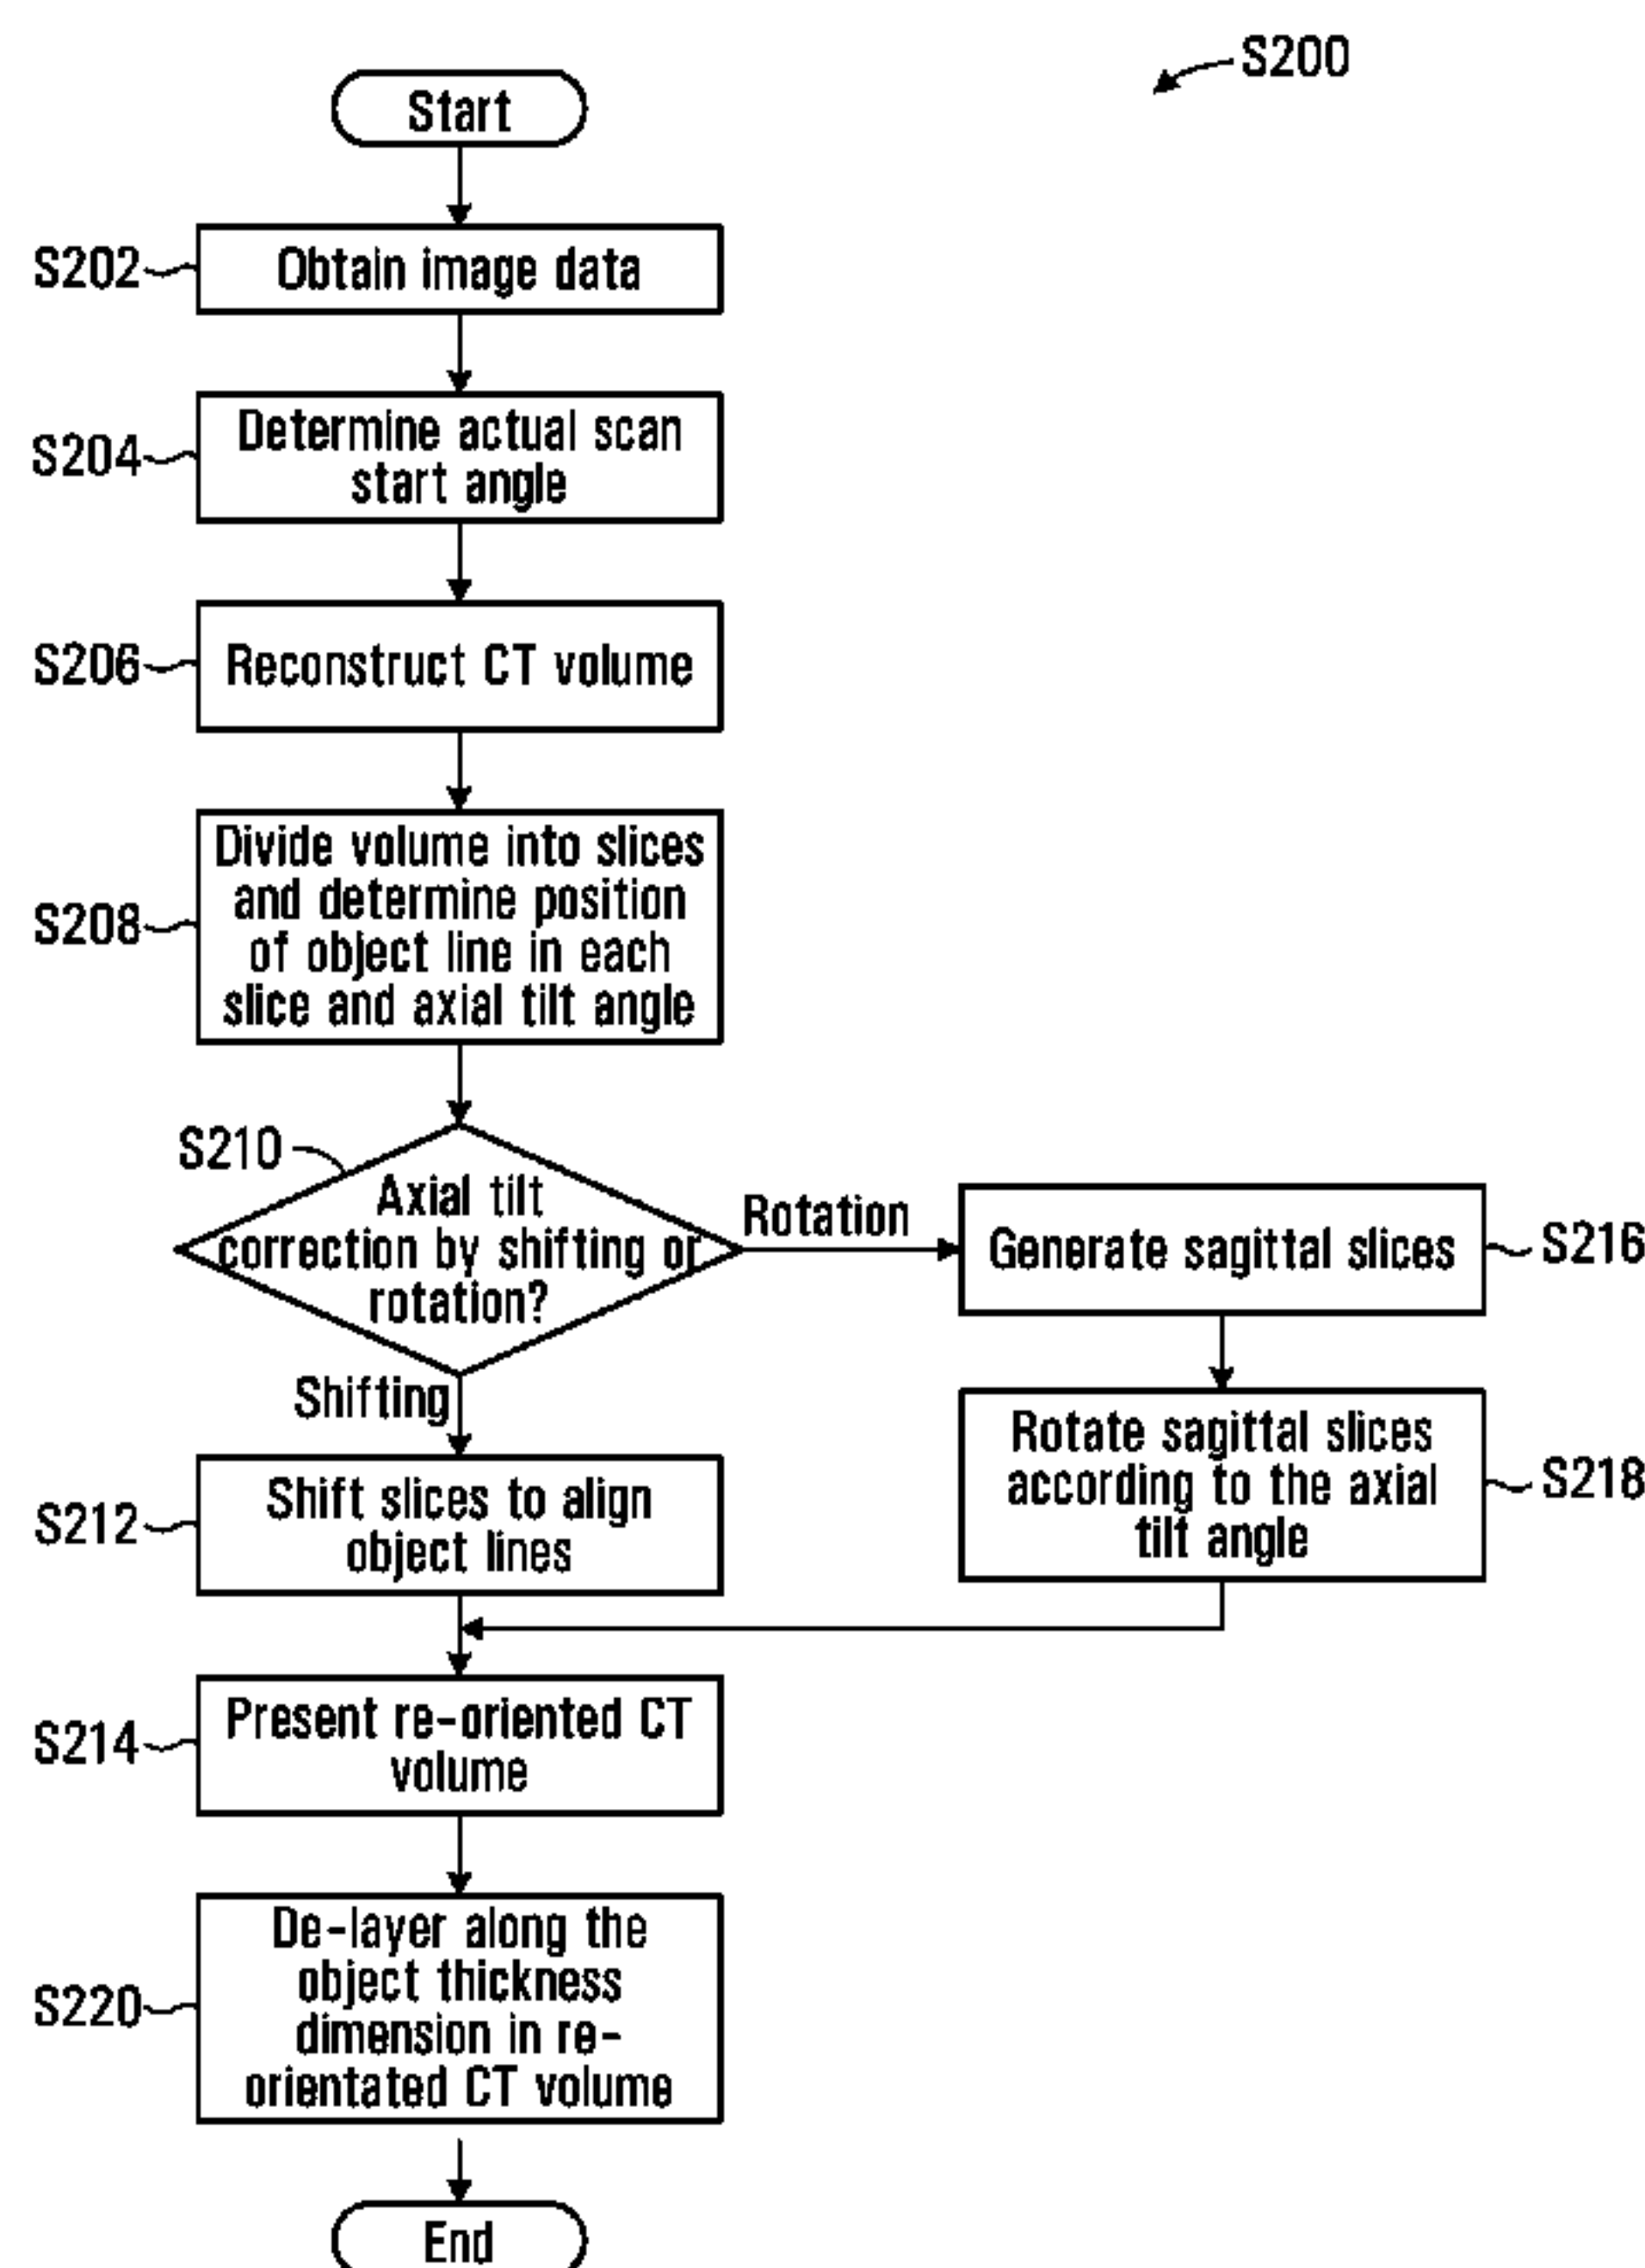 S200
Start
S202
Obtain image data
S204
Determine actual scan
start angle
S206
Reconstruct CT volume
S208
Divide volume into slices
and determine position
of object line in each
slice and axial tilt angle
S210
Axial tilt
correction by shifting or
rotation?
Rotation
Generate sagittal slices
S216
Shifting
Rotate sagittal slices
according to the axial
tilt angle
S218
S212
Shift slices to align
object lines
S214
Present re-oriented CT
volume
S220
De-layer along the
object thickness
dimension in re-
orientated CT volume
End